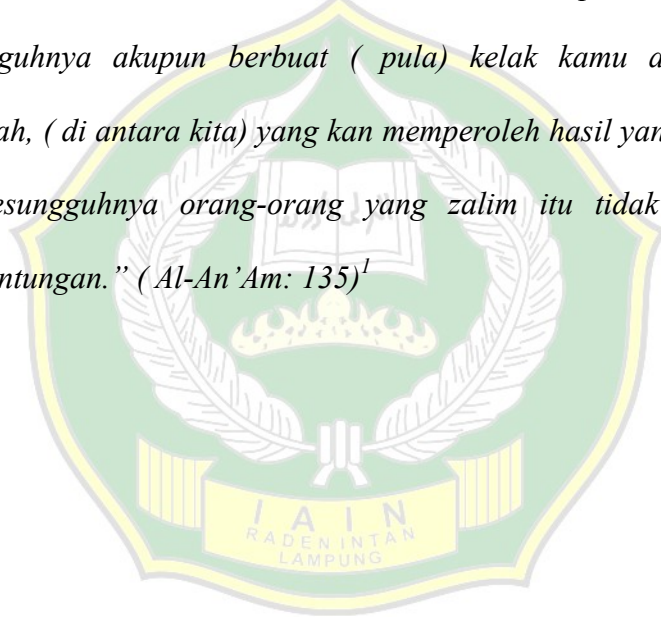 guhnya akupun berbuat ( pula) kelak kamu a
ah, ( di antara kita) yang kan memperoleh hasil yan
esungguhnya orang-orang yang zalim itu tidak
ntungan.” ( Al-An’Am: 135)1
I A I N
RADEN INTAN
LAMPUNG